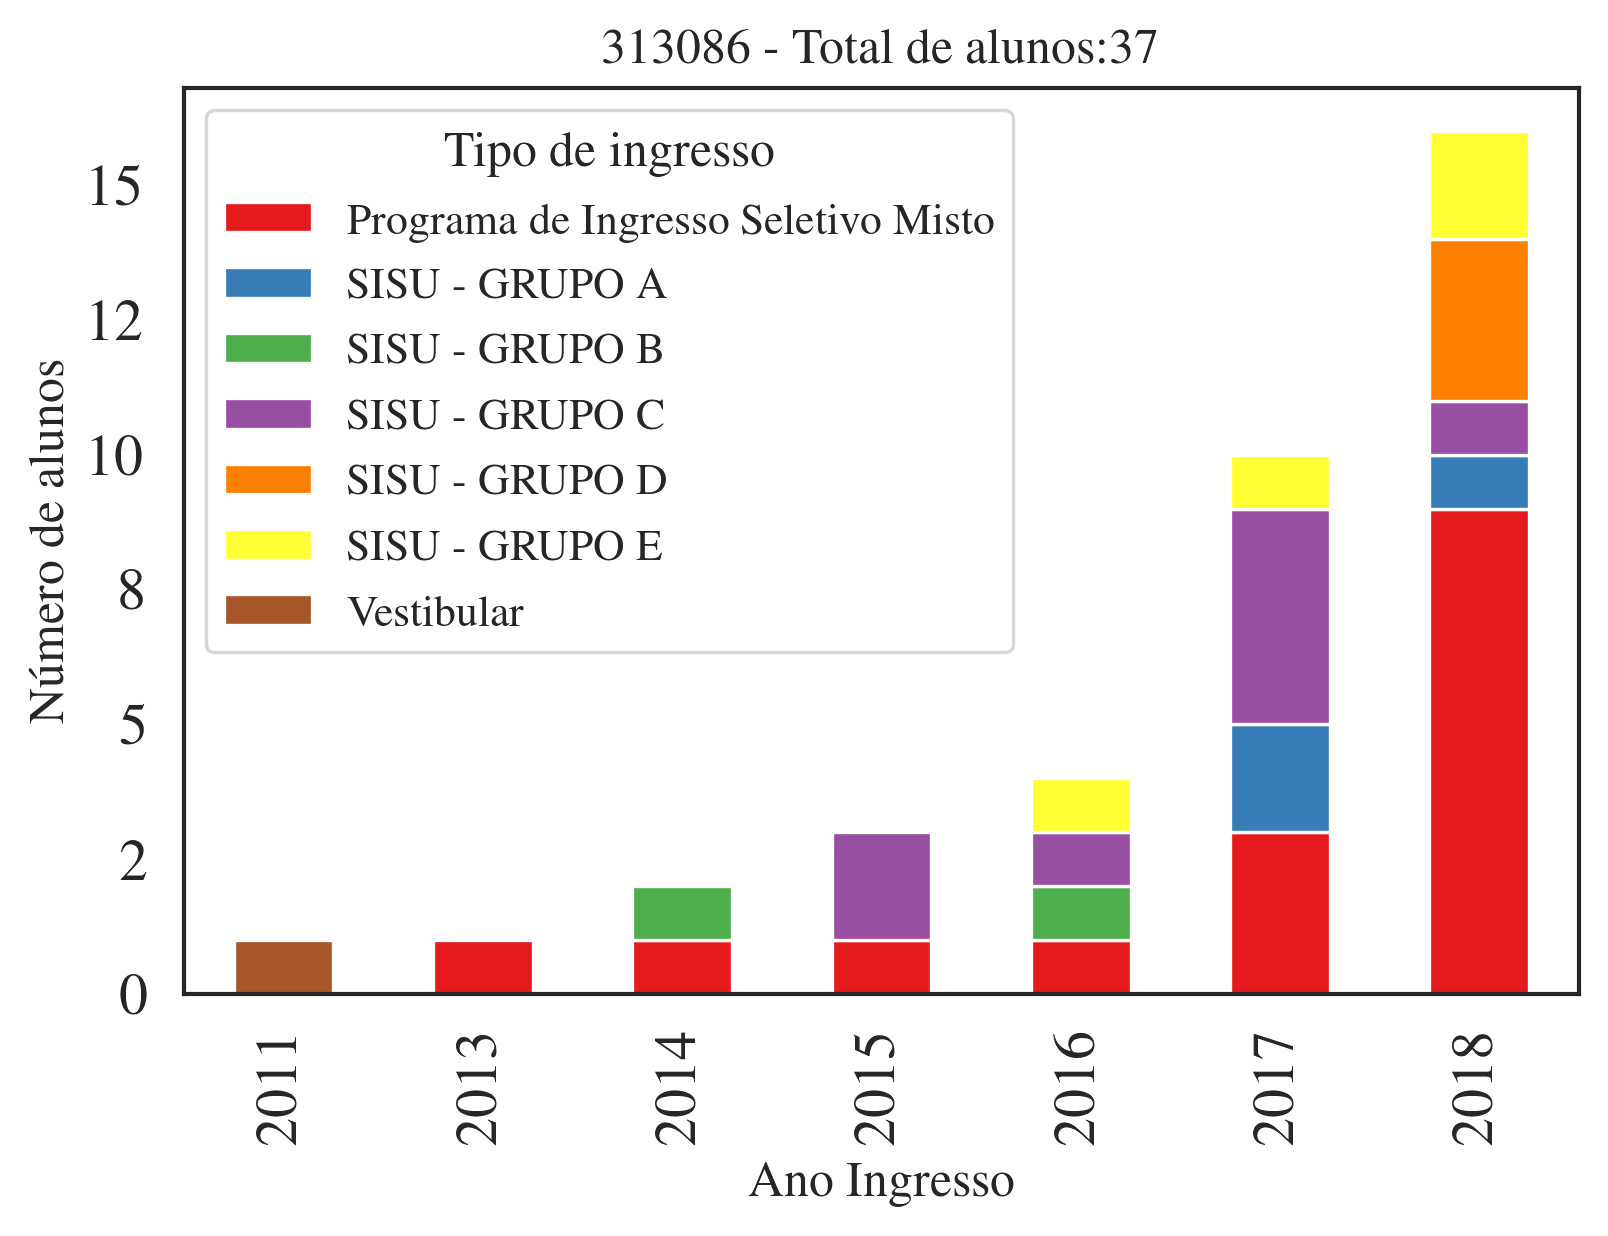 313086 - Total de alunos:37
Tipo de ingresso
Programa de Ingresso Seletivo Misto
SISU - GRUPO A
SISU - GRUPO B
SISU - GRUPO C
SISU - GRUPO D
SISU - GRUPO E
Vestibular
Número de alunos
15
12
10
8
5
2
0
2011
2013
2014
2015
2016
2017
2018
Ano Ingresso